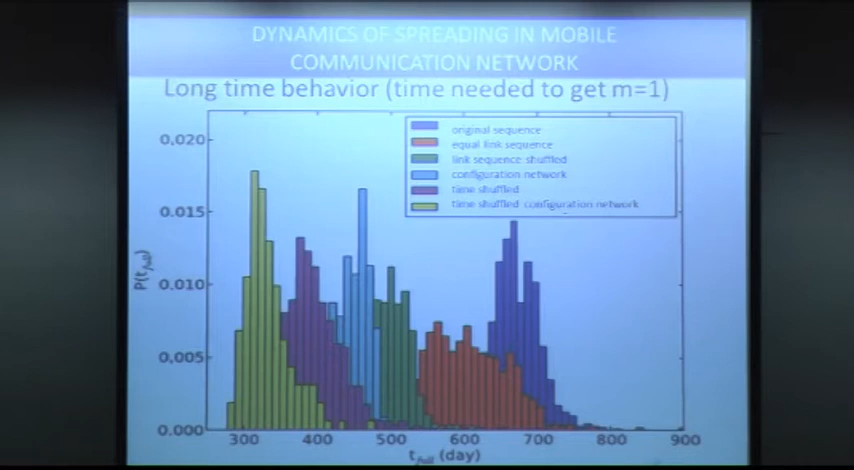 DYNAMICS OF SPREADING IN MOBILE
COMMUNICATION NETWORK
Long time behavior (time needed to get m=1)
original sequence
equal link sequence
link sequence shuffled
configuration network
time shuffled
time shuffled configuration network
0,020
0,015
0,010
0,005
0,000
P(t_full)
300 400 500 600 700 800 900
t_full (day)